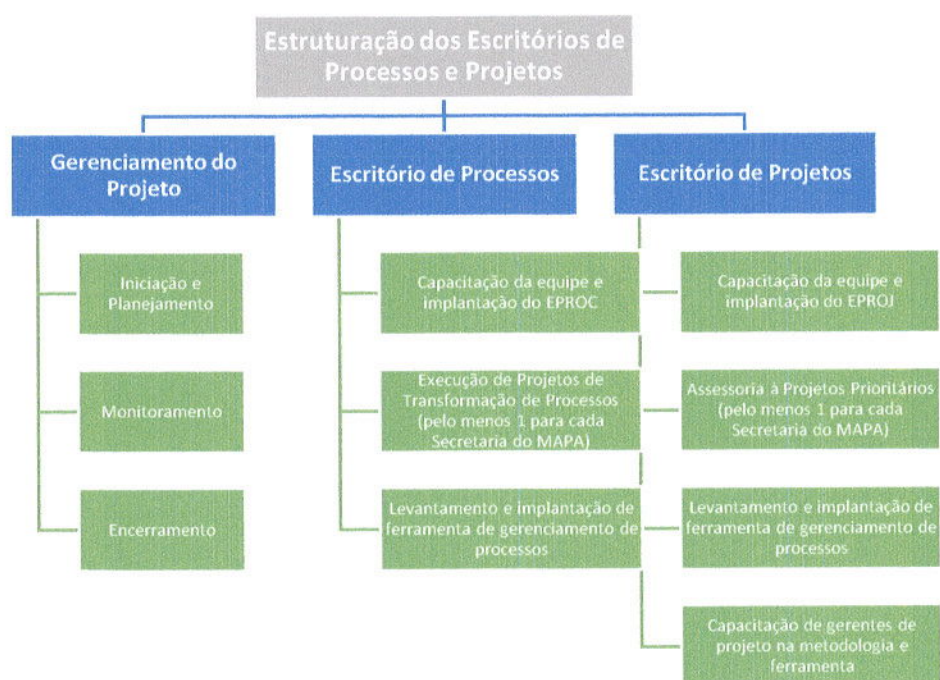 Estruturação dos Escritórios de
Processos e Projetos
Gerenciamento do
Projeto
Iniciação e
Planejamento
Monitoramento
Encerramento
Escritório de Processos
Capacitação da equipe e
implantação do EPROC
Execução de Projetos de
Transformação de Processos
(pelo menos 1 para cada
Secretaria do MAPA)
Levantamento e implantação de
ferramenta de gerenciamento de
processos
Escritório de Projetos
Capacitação da equipe e
implantação do EPROJ
Assessoria à Projetos Prioritários
(pelo menos 1 para cada
Secretaria do MAPA)
Levantamento e implantação de
ferramenta de gerenciamento de
processos
Capacitação de gerentes de
projeto na metodologia e
ferramenta